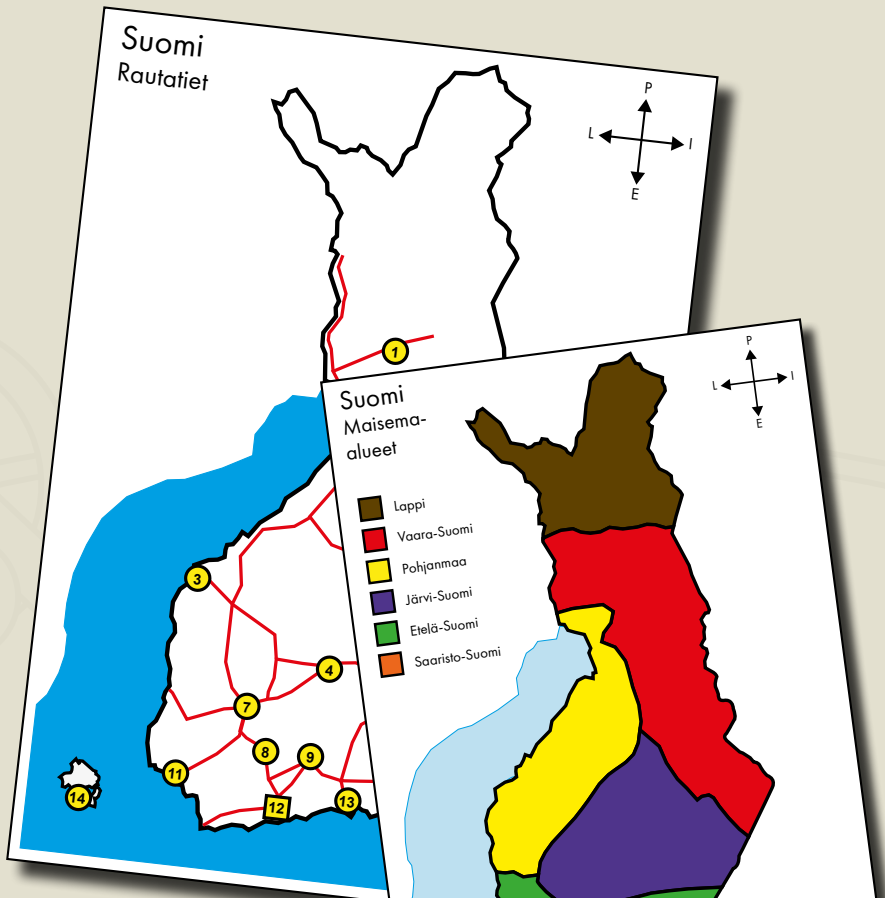 Suomi
Rautatiet
P
L
I
E
1
3
4
7
8
9
11
12
13
14
Suomi
Maisema-
alueet
P
L
I
E
Lappi
Vaara-Suomi
Pohjanmaa
Järvi-Suomi
Etelä-Suomi
Saaristo-Suomi